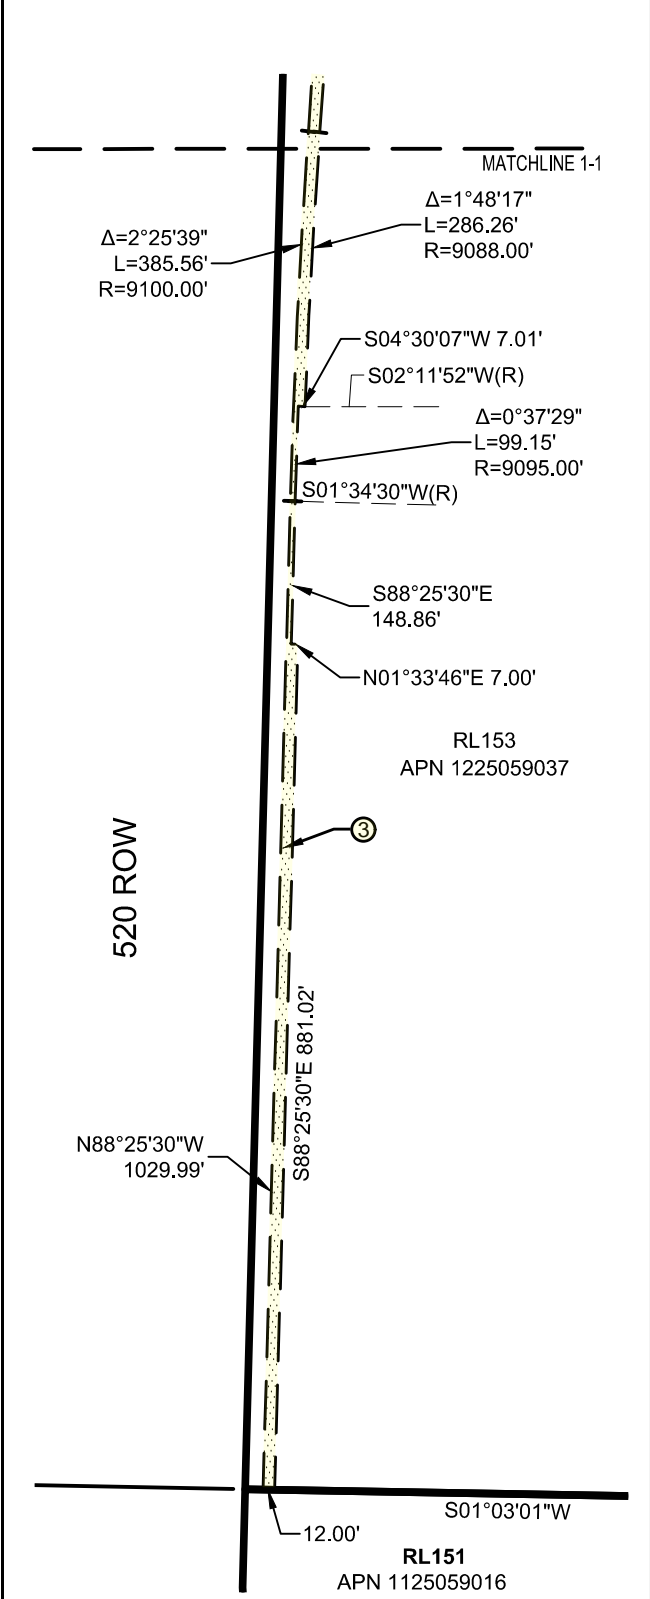 MATCHLINE 1-1
Δ=1°48'17"
L=286.26'
R=9088.00'
Δ=2°25'39"
L=385.56'
R=9100.00'
S04°30'07"W 7.01'
S02°11'52"W(R)
Δ=0°37'29"
L=99.15'
R=9095.00'
S01°34'30"W(R)
S88°25'30"E
148.86'
N01°33'46"E 7.00'
RL153
APN 1225059037
3
520 ROW
S88°25'30"E 881.02'
N88°25'30"W
1029.99'
S01°03'01"W
12.00'
RL151
APN 1125059016